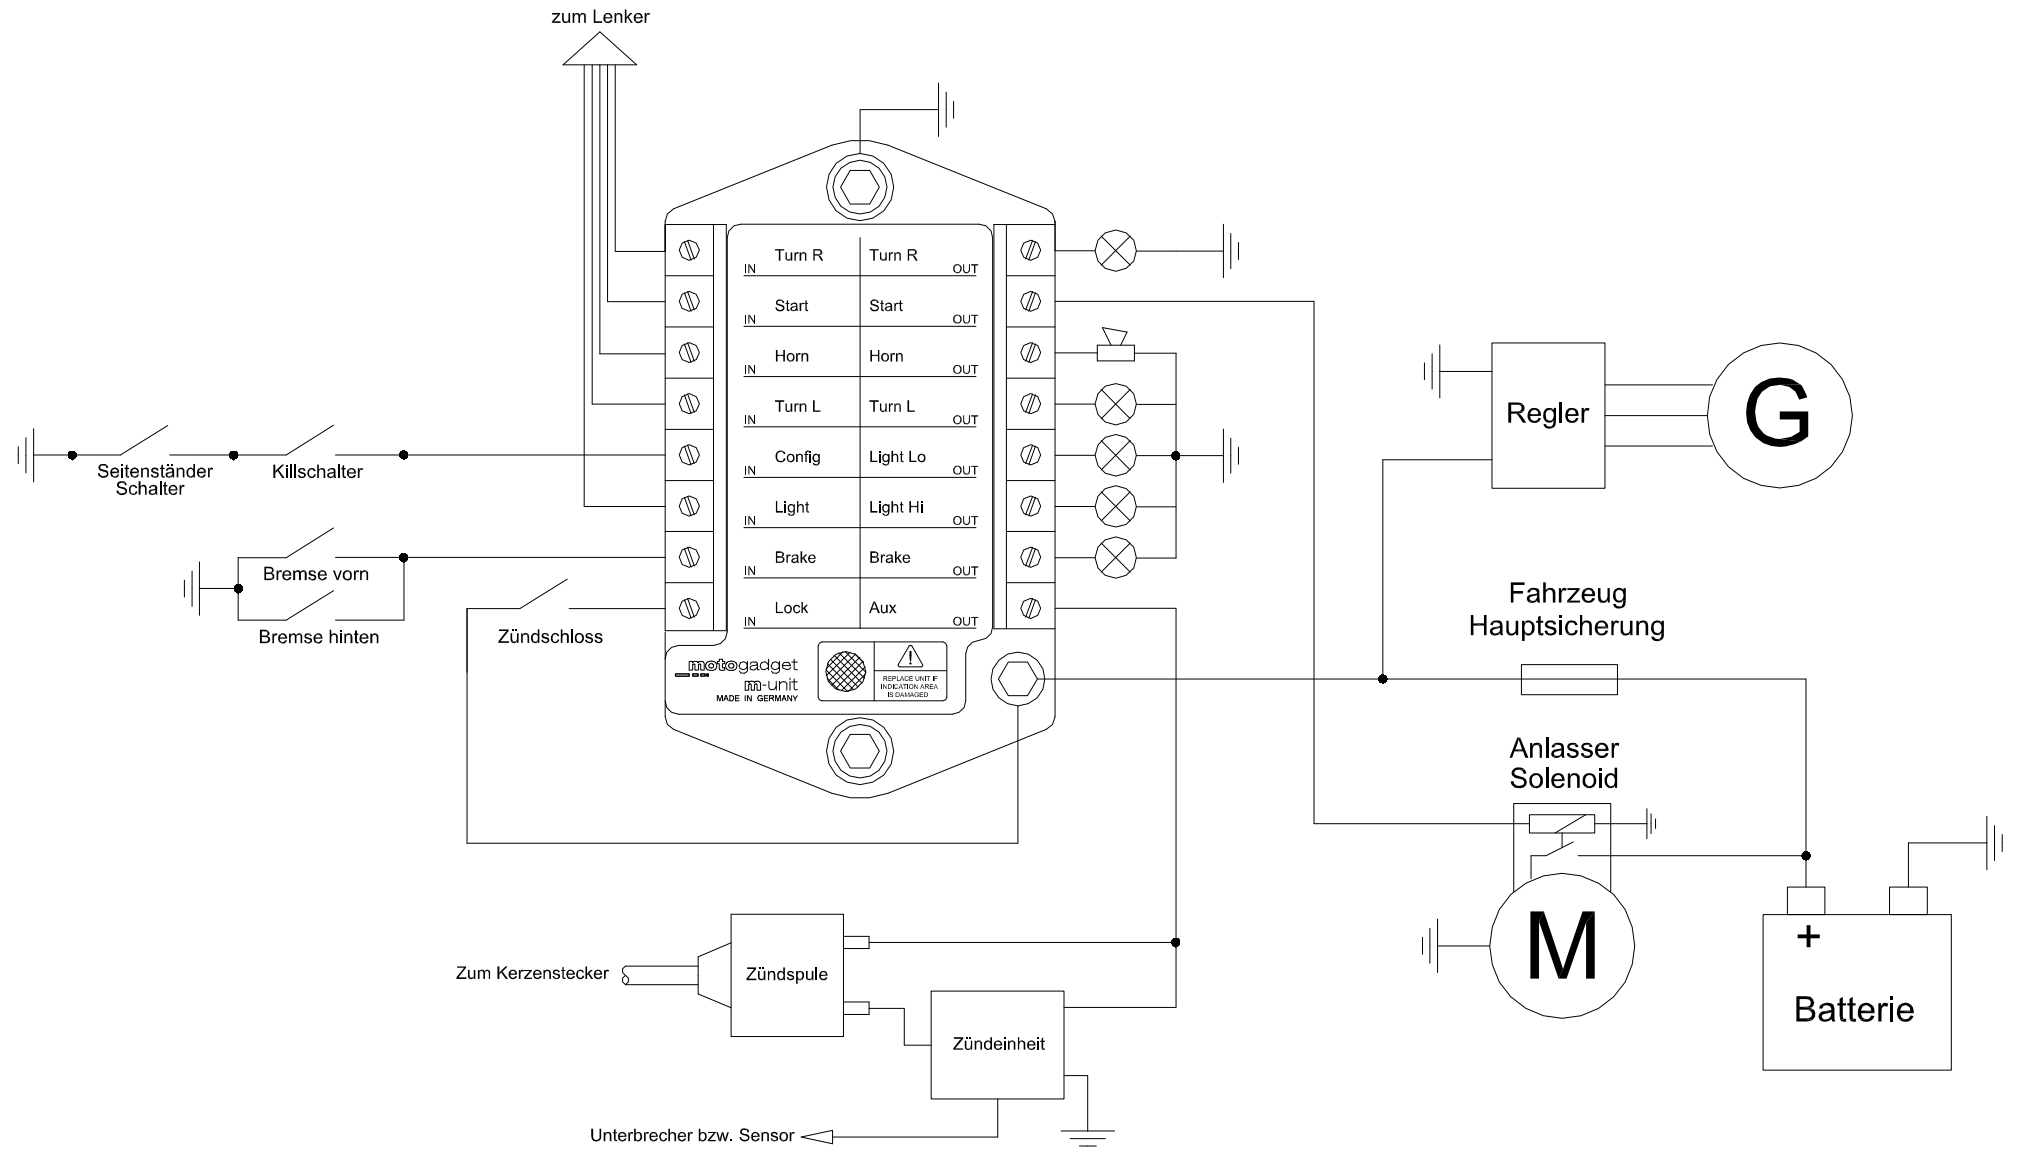 zum Lenker
Turn R Turn R
IN OUT
Start Start
IN OUT
Horn Horn
IN OUT
Turn L Turn L
IN OUT
Config Light Lo
IN OUT
Light Light Hi
IN OUT
Brake Brake
IN OUT
Lock Aux
IN OUT
motogadget
m-unit
MADE IN GERMANY
!
REPLACE UNIT IF
INDICATION AREA
IS DAMAGED
Seitenständer
Schalter
Killschalter
Bremse vorn
Bremse hinten
Zündschloss
Regler
G
Fahrzeug
Hauptsicherung
Anlasser
Solenoid
M
+
Batterie
Zum Kerzenstecker
Zündspule
Zündeinheit
Unterbrecher bzw. Sensor